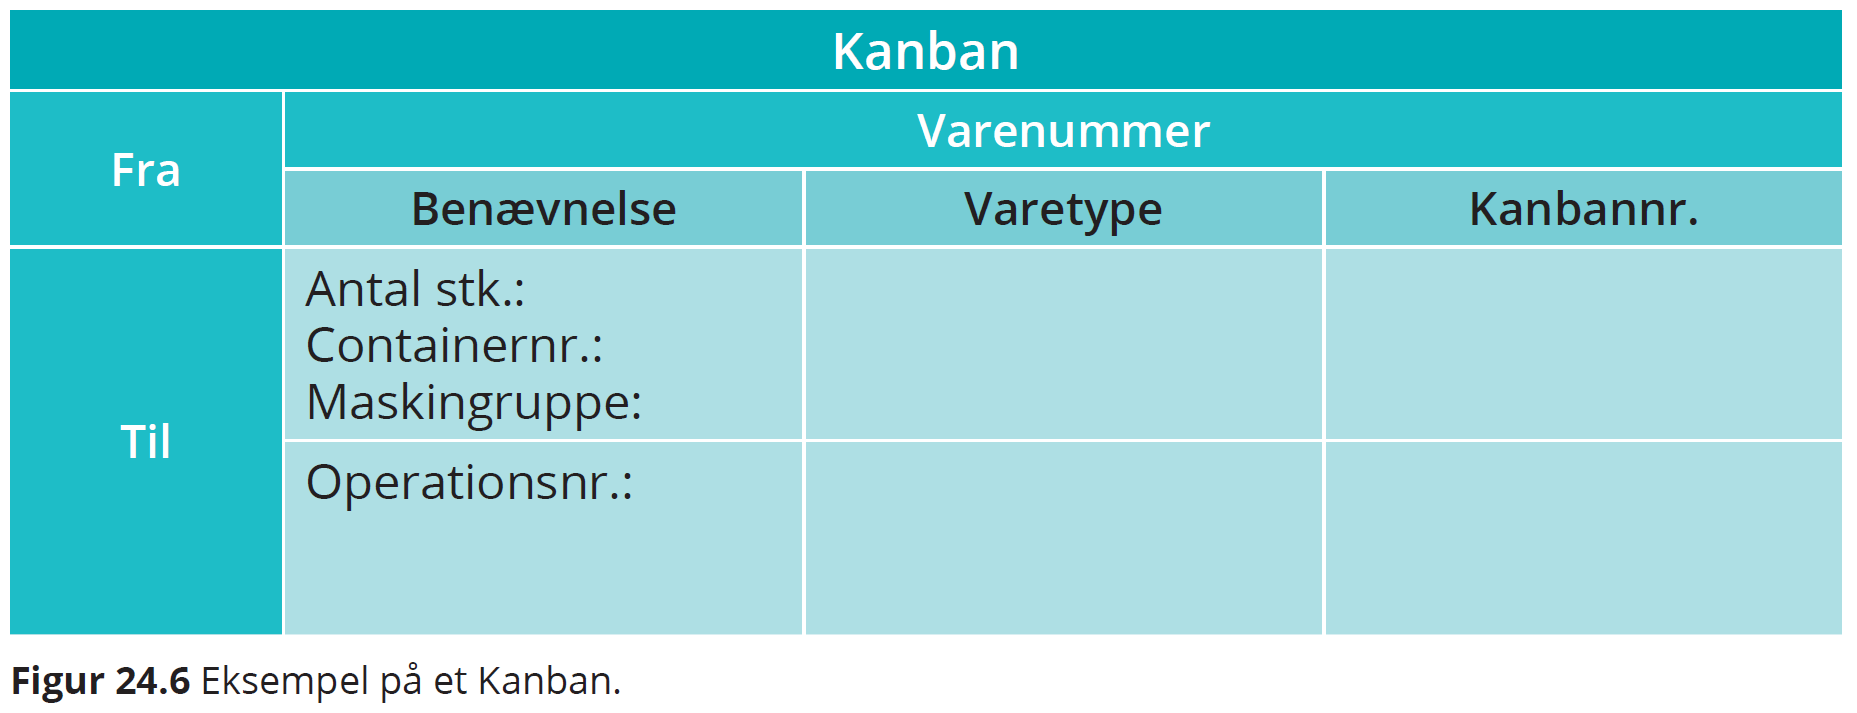 Kanban
Fra
Varenummer
Benævnelse
Varetype
Kanbannr.
Til
Antal stk.:
Containernr.:
Maskingruppe:
Operationsnr.:
Figur 24.6 Eksempel på et Kanban.